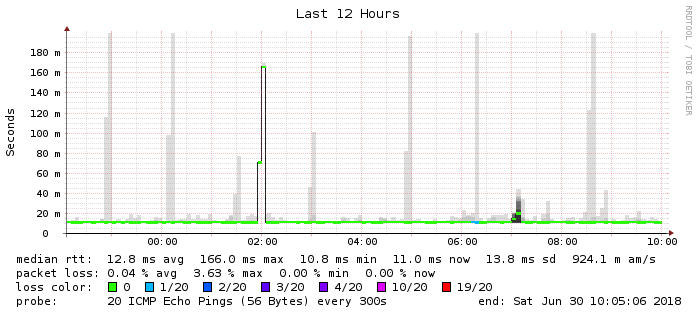 Last 12 Hours
RRDTOOL / TOBI OETIKER
Seconds
180 m
160 m
140 m
120 m
100 m
80 m
60 m
40 m
20 m
0
00:00 02:00 04:00 06:00 08:00 10:00
median rtt: 12.8 ms avg 166.0 ms max 10.8 ms min 11.0 ms now 13.8 ms sd 924.1 m am/s
packet loss: 0.04 % avg 3.63 % max 0.00 % min 0.00 % now
loss color: 0 1/20 2/20 3/20 4/20 10/20 19/20
probe: 20 ICMP Echo Pings (56 Bytes) every 300s end: Sat Jun 30 10:05:06 2018